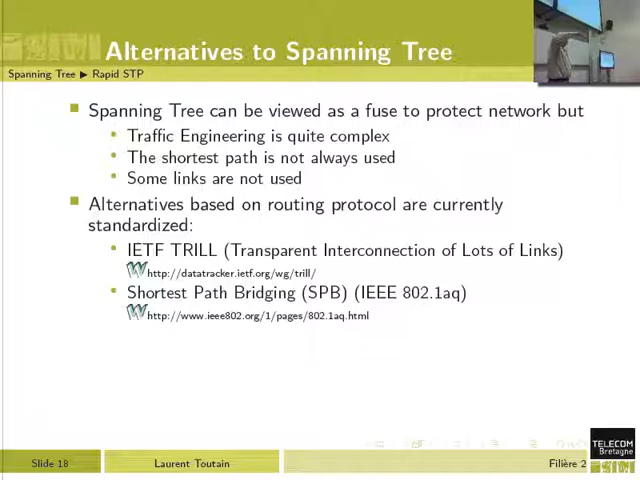 Alternatives to Spanning Tree
Spanning Tree ▶ Rapid STP
Spanning Tree can be viewed as a fuse to protect network but
Traffic Engineering is quite complex
The shortest path is not always used
Some links are not used
Alternatives based on routing protocol are currently
standardized:
IETF TRILL (Transparent Interconnection of Lots of Links)
http://datatracker.ietf.org/wg/trill/
Shortest Path Bridging (SPB) (IEEE 802.1aq)
http://www.ieee802.org/1/pages/802.1aq.html
TELECOM
Bretagne
Slide 18
Laurent Toutain
Filière 2